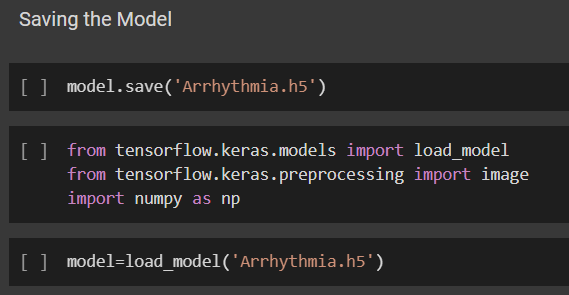 Saving the Model
[ ] model.save('Arrhythmia.h5')
[ ] from tensorflow.keras.models import load_model
from tensorflow.keras.preprocessing import image
import numpy as np
[ ] model=load_model('Arrhythmia.h5')